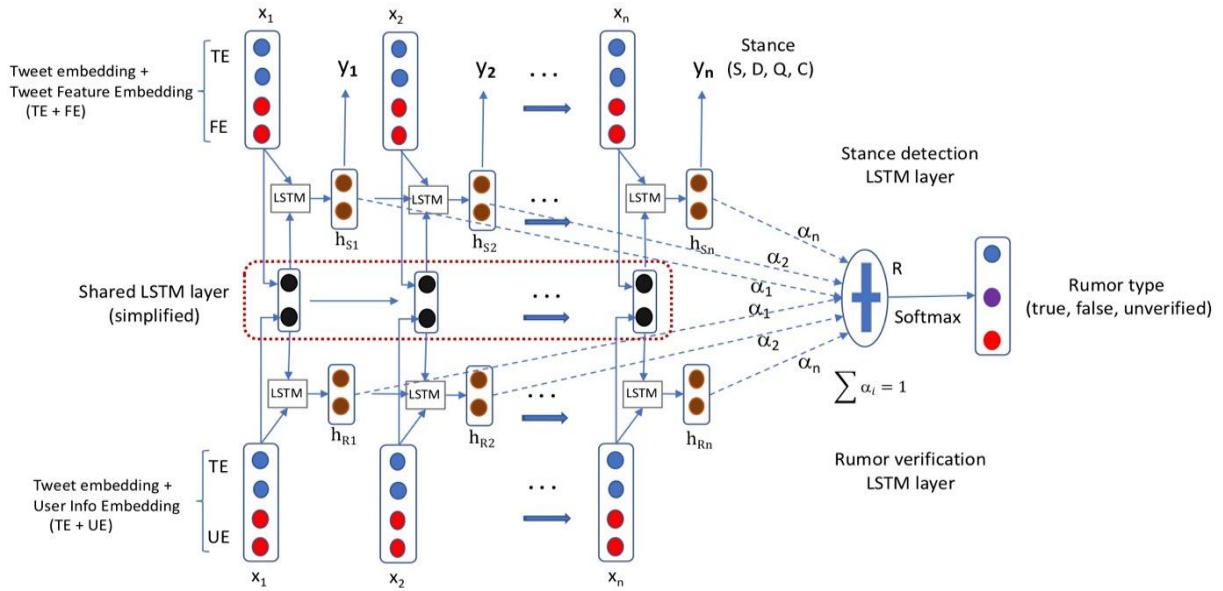 x1
x2
xn
TE
FE
Tweet embedding +
Tweet Feature Embedding
(TE + FE)
y1
y2
...
yn
Stance
(S, D, Q, C)
Stance detection
LSTM layer
LSTM
LSTM
...
LSTM
hS1
hS2
hSn
αn
α2
α1
Shared LSTM layer
(simplified)
...
R
Softmax
Rumor type
(true, false, unverified)
α1
α2
αn
∑ αi = 1
LSTM
LSTM
...
LSTM
hR1
hR2
hRn
Rumor verification
LSTM layer
TE
UE
Tweet embedding +
User Info Embedding
(TE + UE)
...
x1
x2
xn